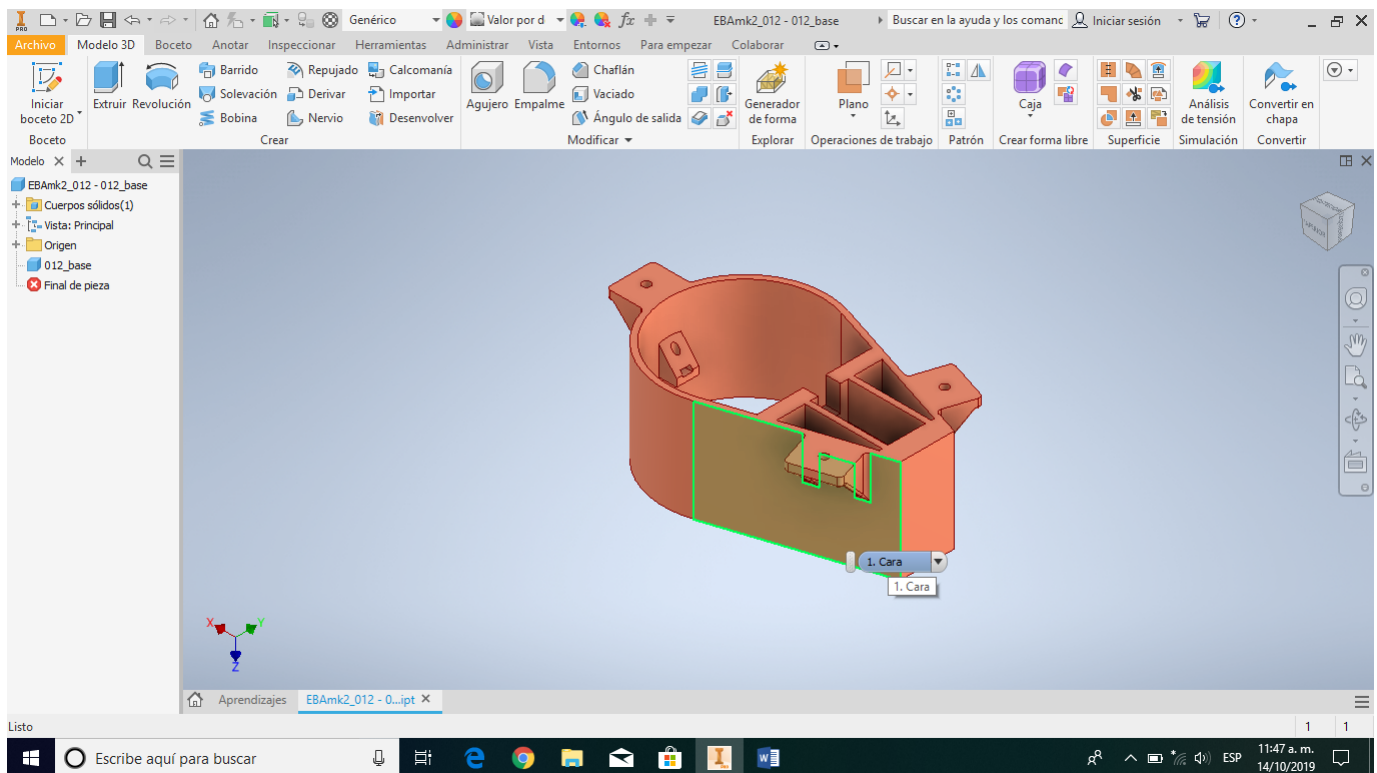 PRO
Genérico
Valor por d
fx
EBAmk2_012 - 012_base
Buscar en la ayuda y los comanc
Iniciar sesión
Archivo Modelo 3D Boceto Anotar Inspeccionar Herramientas Administrar Vista Entornos Para empezar Colaborar
Iniciar
boceto 2D
Extruir
Revolución
Barrido
Solevación
Bobina
Repujado
Derivar
Nervio
Calcomanía
Importar
Desenvolver
Agujero
Empalme
Chaflán
Vaciado
Ángulo de salida
Generador
de forma
Plano
Caja
Análisis
de tensión
Convertir en
chapa
Boceto Crear Modificar Explorar Operaciones de trabajo Patrón Crear forma libre Superficie Simulación Convertir
Modelo
EBAmk2_012 - 012_base
Cuerpos sólidos(1)
Vista: Principal
Origen
012_base
Final de pieza
1. Cara
1. Cara
X
Y
Z
Aprendizajes
EBAmk2_012 - 0...ipt
Listo
1 1
Escribe aquí para buscar
ESP
11:47 a. m.
14/10/2019